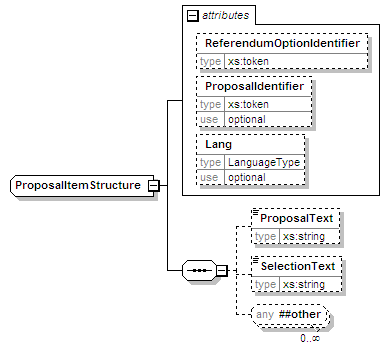 attributes
ReferendumOptionIdentifier
type xs:token
ProposalIdentifier
type xs:token
use optional
Lang
type LanguageType
use optional
ProposalItemStructure
ProposalText
type xs:string
SelectionText
type xs:string
any ##other
0..∞